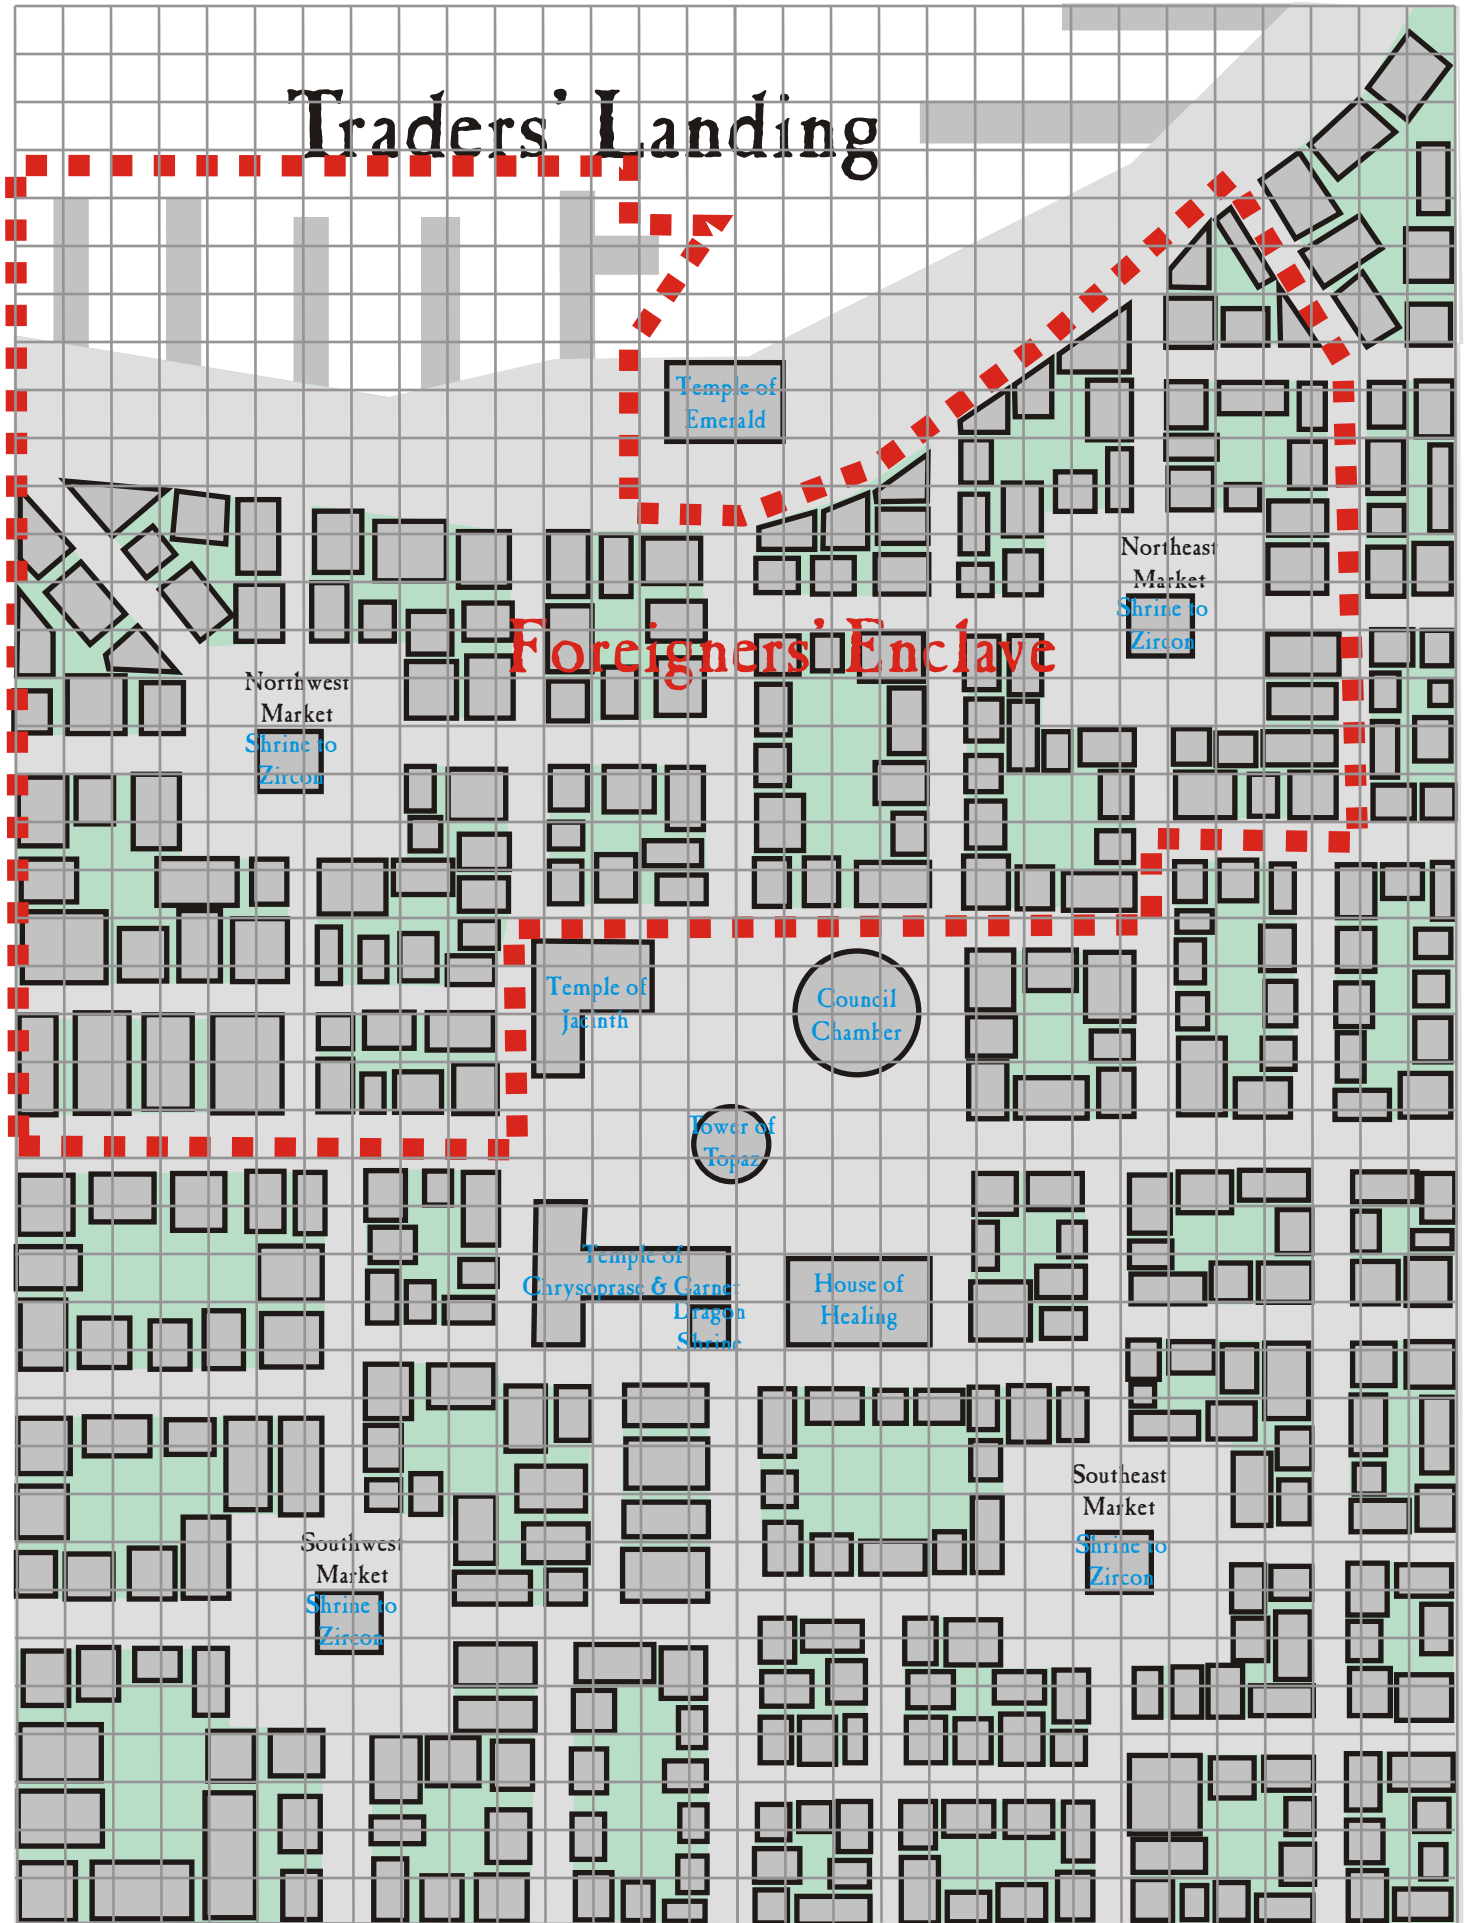 Traders' Landing
Temple of
Emerald
Northeast
Market
Shrine to
Zircon
Foreigners' Enclave
Northwest
Market
Shrine to
Zircon
Temple of
Jacinth
Council
Chamber
Tower of
Topaz
Temple of
Chrysoprase & Garnet
Dragon
Shrine
House of
Healing
Southeast
Market
Shrine to
Zircon
Southwest
Market
Shrine to
Zircon